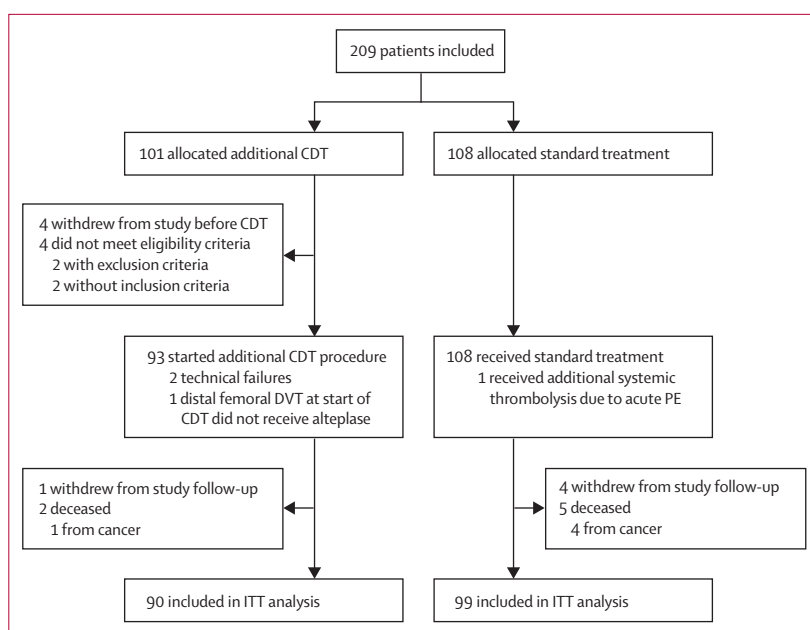 209 patients included
101 allocated additional CDT
108 allocated standard treatment
4 withdrew from study before CDT
4 did not meet eligibility criteria
2 with exclusion criteria
2 without inclusion criteria
93 started additional CDT procedure
2 technical failures
1 distal femoral DVT at start of
CDT did not receive alteplase
108 received standard treatment
1 received additional systemic
thrombolysis due to acute PE
1 withdrew from study follow-up
2 deceased
1 from cancer
4 withdrew from study follow-up
5 deceased
4 from cancer
90 included in ITT analysis
99 included in ITT analysis